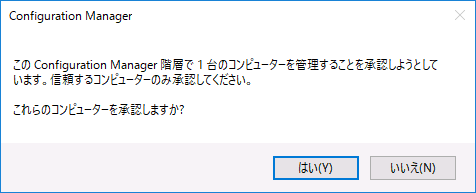 Configuration Manager
この Configuration Manager 階層で 1 台のコンピューターを管理することを承認しようとして
います。信頼するコンピューターのみ承認してください。
これらのコンピューターを承認しますか?
はい(Y)
いいえ(N)